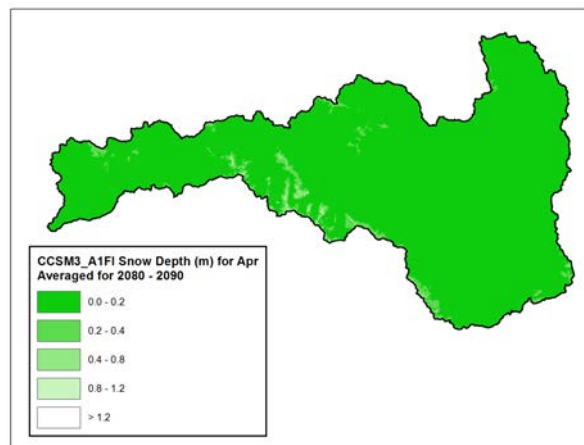 CCSM3_A1FI Snow Depth (m) for Apr
Averaged for 2080 - 2090
0.0 - 0.2
0.2 - 0.4
0.4 - 0.8
0.8 - 1.2
> 1.2